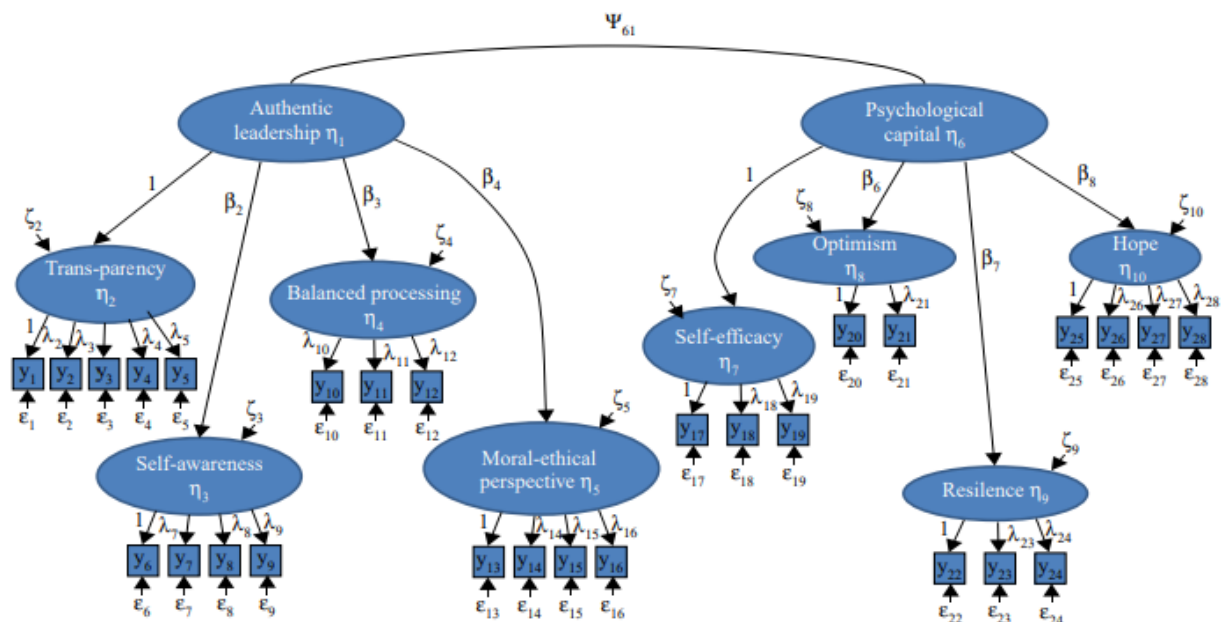 Ψ61
Authentic
leadership η1
Psychological
capital η6
1
β2
β3
β4
1
β6
β7
β8
ζ2
Trans-parency
η2
ζ4
Balanced processing
η4
ζ8
Optimism
η8
ζ10
Hope
η10
1 λ2 λ3 λ4 λ5
y1 y2 y3 y4 y5
ε1 ε2 ε3 ε4 ε5
λ10 λ11 λ12
y10 y11 y12
ε10 ε11 ε12
ζ7
Self-efficacy
η7
1 λ18 λ19
y17 y18 y19
ε17 ε18 ε19
1 λ21
y20 y21
ε20 ε21
1 λ26 λ27 λ28
y25 y26 y27 y28
ε25 ε26 ε27 ε28
ζ3
Self-awareness
η3
1 λ7 λ8 λ9
y6 y7 y8 y9
ε6 ε7 ε8 ε9
ζ5
Moral-ethical
perspective η5
1 λ14 λ15 λ16
y13 y14 y15 y16
ε13 ε14 ε15 ε16
ζ9
Resilence η9
1 λ23 λ24
y22 y23 y24
ε22 ε23 ε24